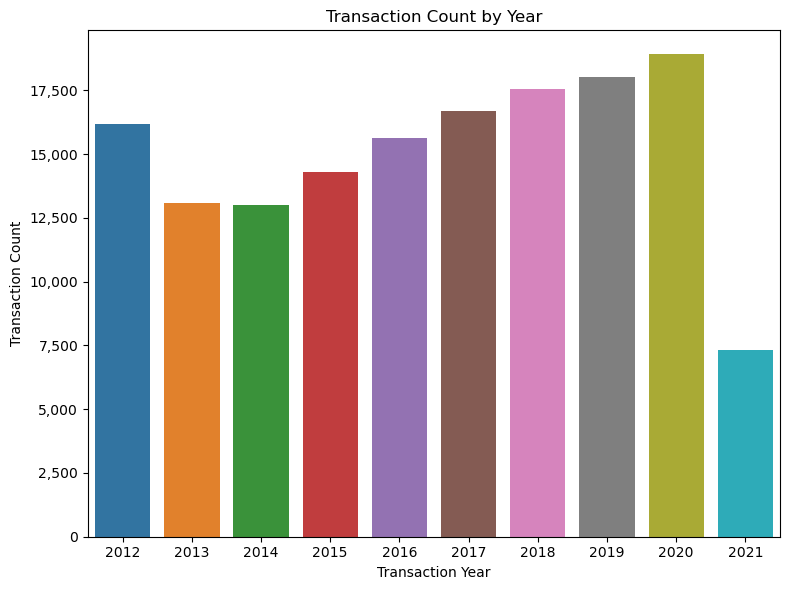 Transaction Count by Year
Transaction Count
17,500
15,000
12,500
10,000
7,500
5,000
2,500
0
2012 2013 2014 2015 2016 2017 2018 2019 2020 2021
Transaction Year